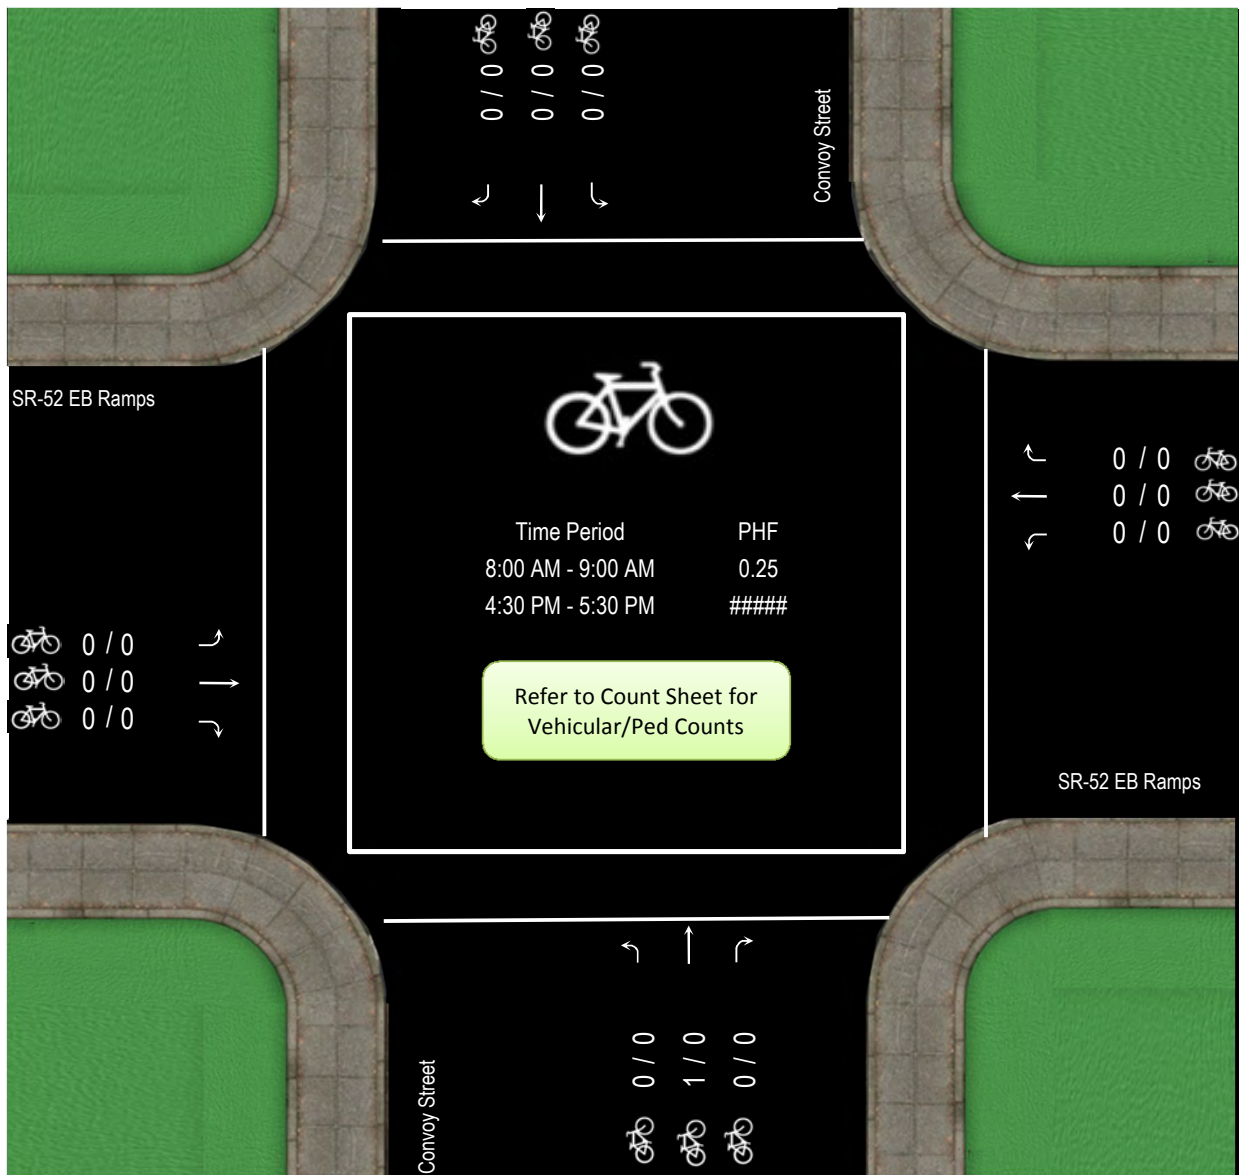 0 / 0
0 / 0
0 / 0
Convoy Street
SR-52 EB Ramps
0 / 0
0 / 0
0 / 0
Time Period PHF
8:00 AM - 9:00 AM 0.25
4:30 PM - 5:30 PM #####
0 / 0
0 / 0
0 / 0
Refer to Count Sheet for
Vehicular/Ped Counts
SR-52 EB Ramps
0 / 0
1 / 0
0 / 0
Convoy Street